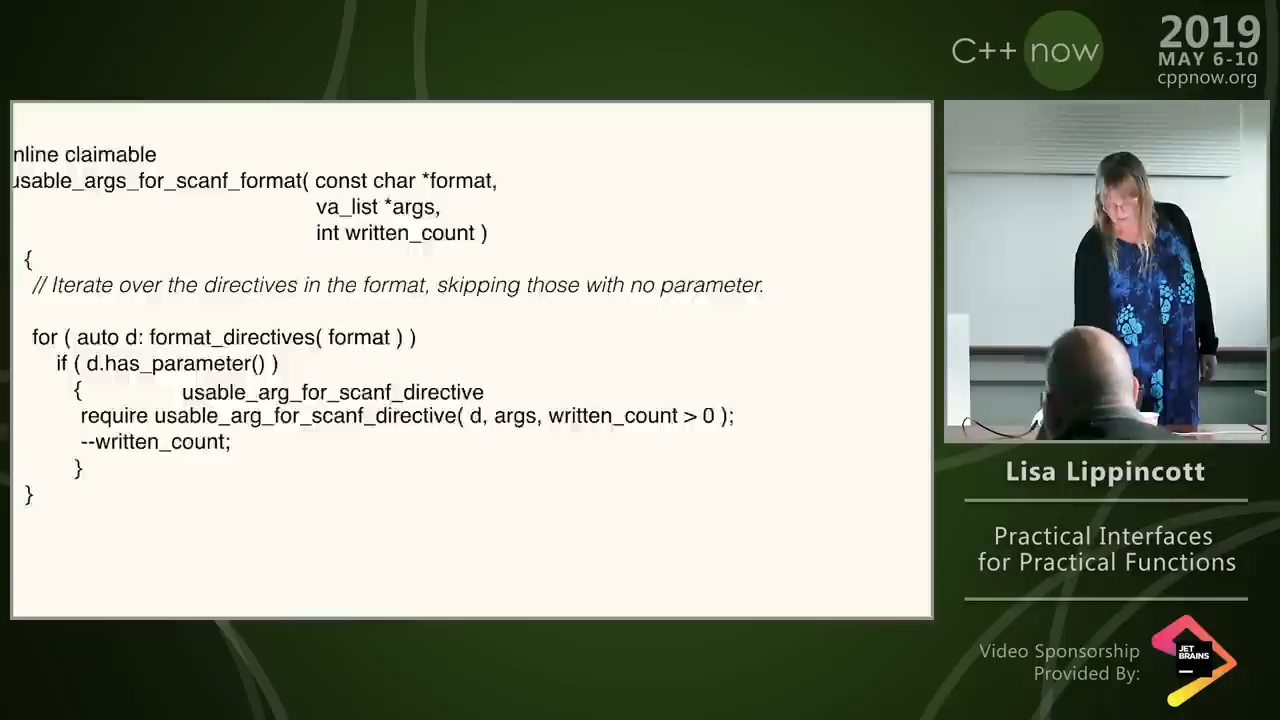 C++ now
2019
MAY 6-10
cppnow.org
nline claimable
usable_args_for_scanf_format( const char *format,
va_list *args,
int written_count )
{
// Iterate over the directives in the format, skipping those with no parameter.
for ( auto d: format_directives( format ) )
if ( d.has_parameter() )
{ usable_arg_for_scanf_directive
require usable_arg_for_scanf_directive( d, args, written_count > 0 );
--written_count;
}
}
Lisa Lippincott
Practical Interfaces
for Practical Functions
Video Sponsorship
Provided By:
JET
BRAINS